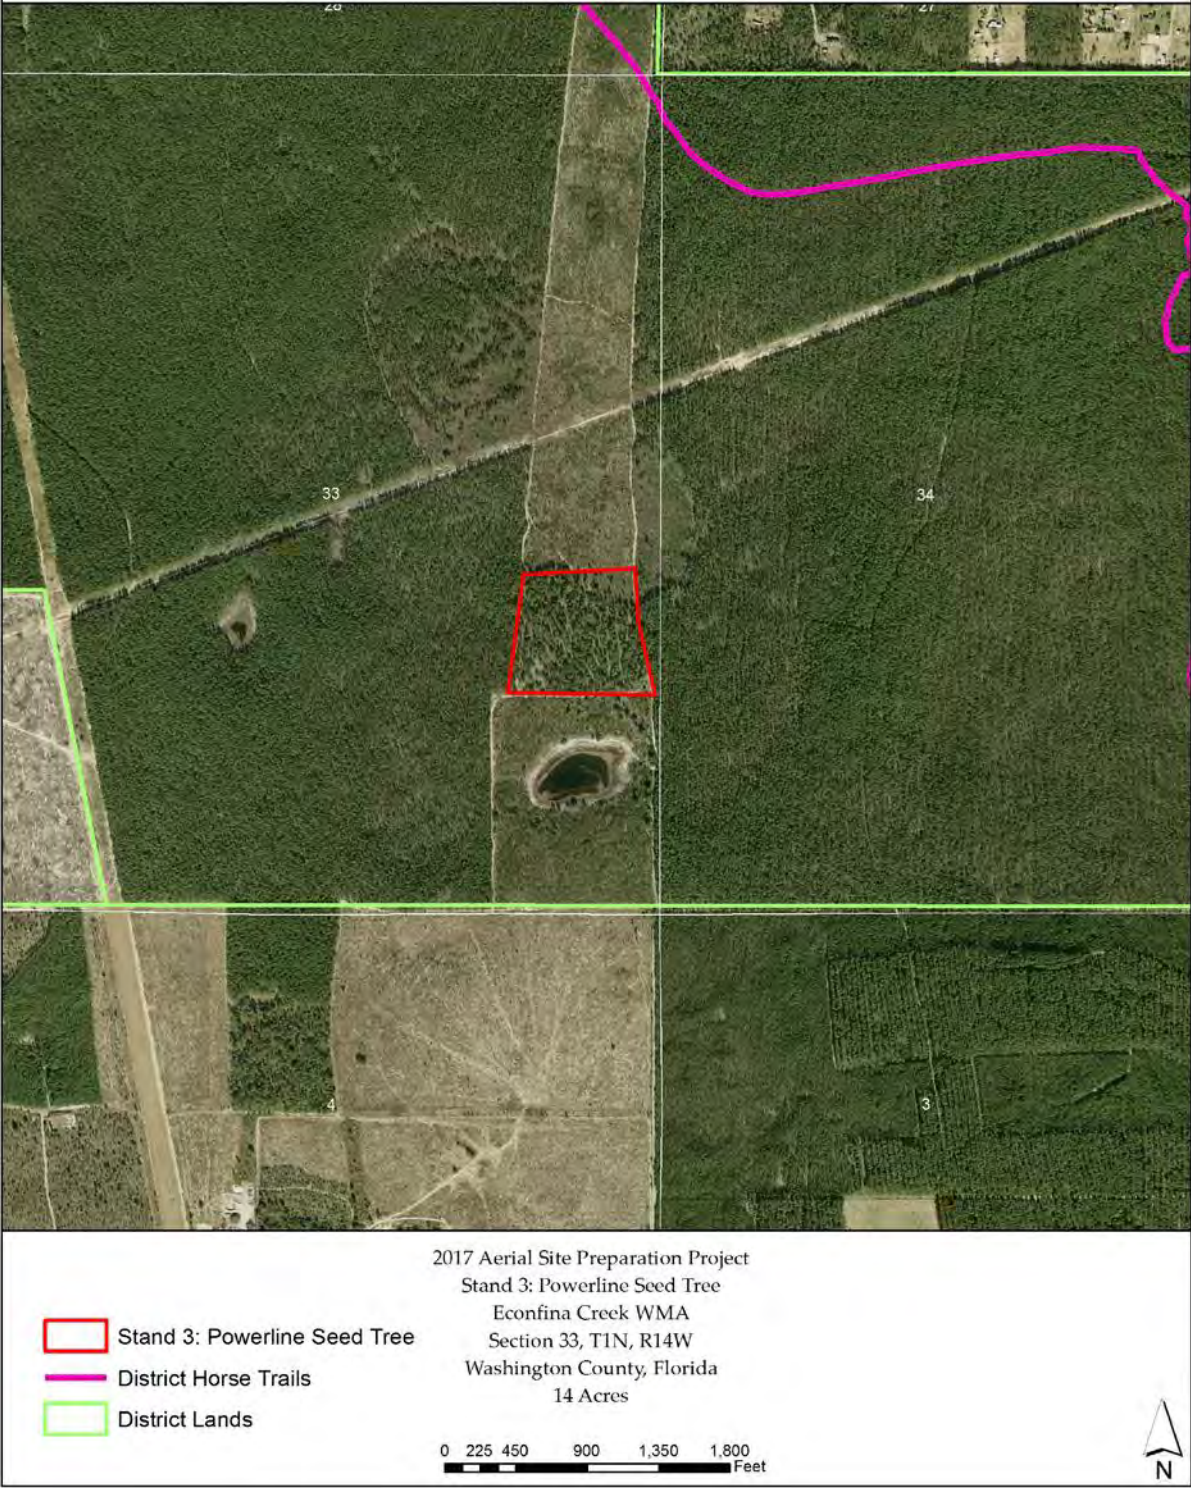 28
27
33
34
4
3
2017 Aerial Site Preparation Project
Stand 3: Powerline Seed Tree
Econfina Creek WMA
Section 33, T1N, R14W
Washington County, Florida
14 Acres
Stand 3: Powerline Seed Tree
District Horse Trails
District Lands
0 225 450 900 1,350 1,800
Feet
N